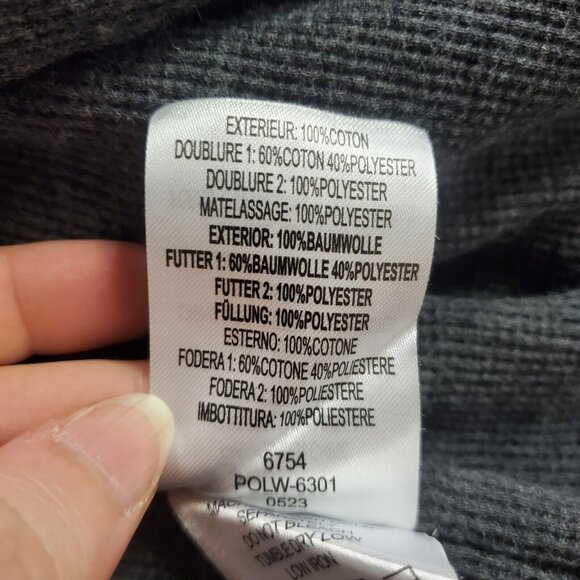 EXTERIEUR: 100%COTON
DOUBLURE 1: 60%COTON 40%POLYESTER
DOUBLURE 2: 100%POLYESTER
MATELASSAGE: 100%POLYESTER
EXTERIOR: 100%BAUMWOLLE
FUTTER 1: 60%BAUMWOLLE 40%POLYESTER
FUTTER 2: 100%POLYESTER
FÜLLUNG: 100%POLYESTER
ESTERNO: 100%COTONE
FODERA 1: 60%COTONE 40%POLIESTERE
FODERA 2: 100%POLIESTERE
IMBOTTITURA: 100%POLIESTERE
6754
POLW-6301
0523
DO NOT BLEACH
TUMBLE DRY LOW
LOW IRON